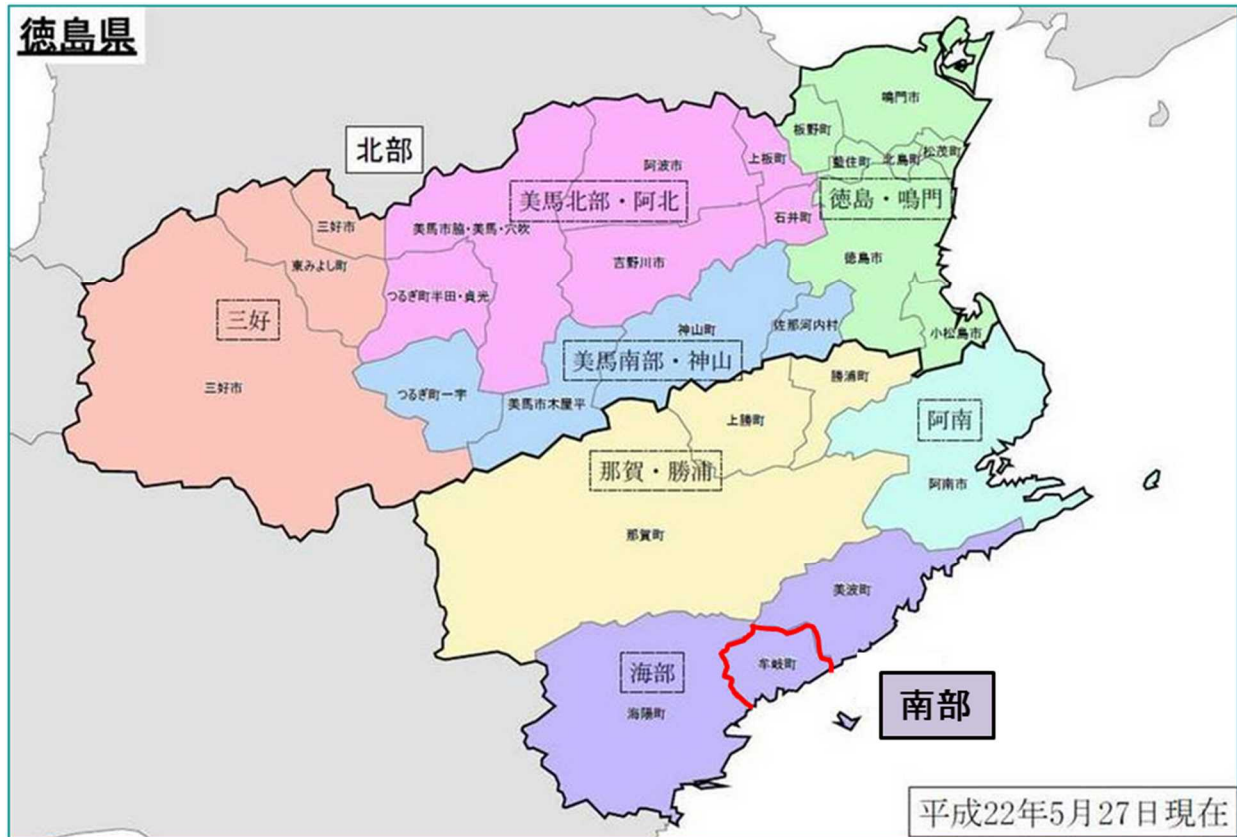 徳島県
北部
鳴門市
板野町
松茂町
北島町
藍住町
上板町
阿波市
美馬北部・阿北
徳島・鳴門
石井町
三好市
美馬市脇・美馬・穴吹
東みよし町
吉野川市
徳島市
つるぎ町半田・貞光
三好
神山町
佐那河内村
小松島市
美馬南部・神山
勝浦町
三好市
つるぎ町一宇
美馬市木屋平
上勝町
阿南
那賀・勝浦
阿南市
那賀町
美波町
海部
牟岐町
海陽町
南部
平成22年5月27日現在